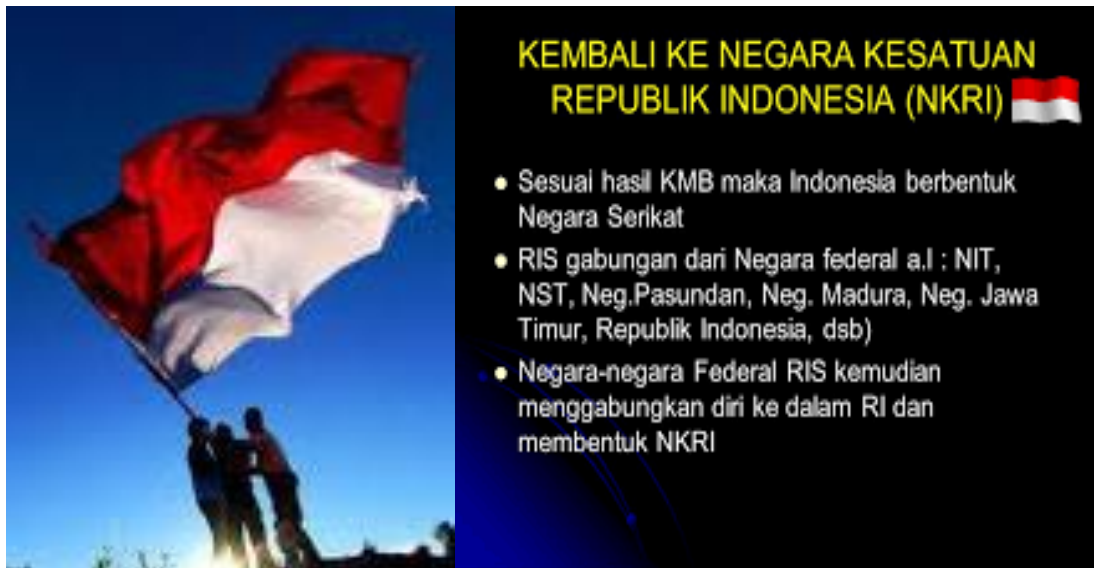 KEMBALI KE NEGARA KESATUAN
REPUBLIK INDONESIA (NKRI)
• Sesuai hasil KMB maka Indonesia berbentuk
Negara Serikat
• RIS gabungan dari Negara federal a.l : NIT,
NST, Neg.Pasundan, Neg. Madura, Neg. Jawa
Timur, Republik Indonesia, dsb)
• Negara-negara Federal RIS kemudian
menggabungkan diri ke dalam RI dan
membentuk NKRI